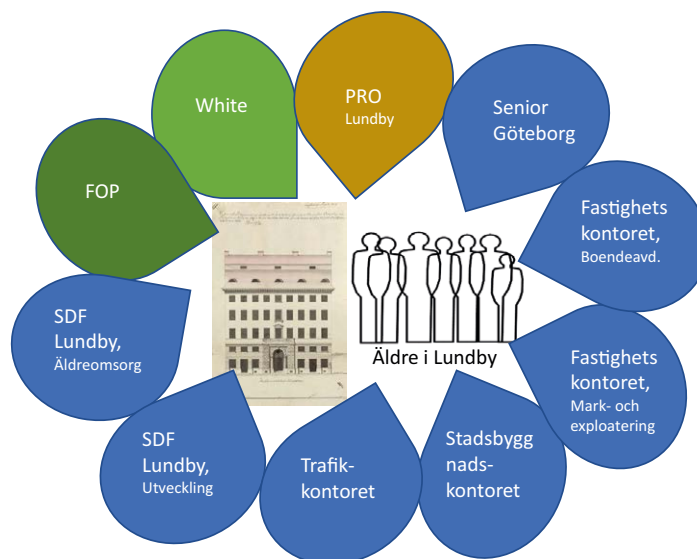 White
PRO
Lundby
Senior
Göteborg
FOP
Fastighets
kontoret,
Boendeavd.
SDF
Lundby,
Äldreomsorg
Äldre i Lundby
Fastighets
kontoret,
Mark- och
exploatering
SDF
Lundby,
Utveckling
Trafik-
kontoret
Stadsbygg
nads-
kontoret